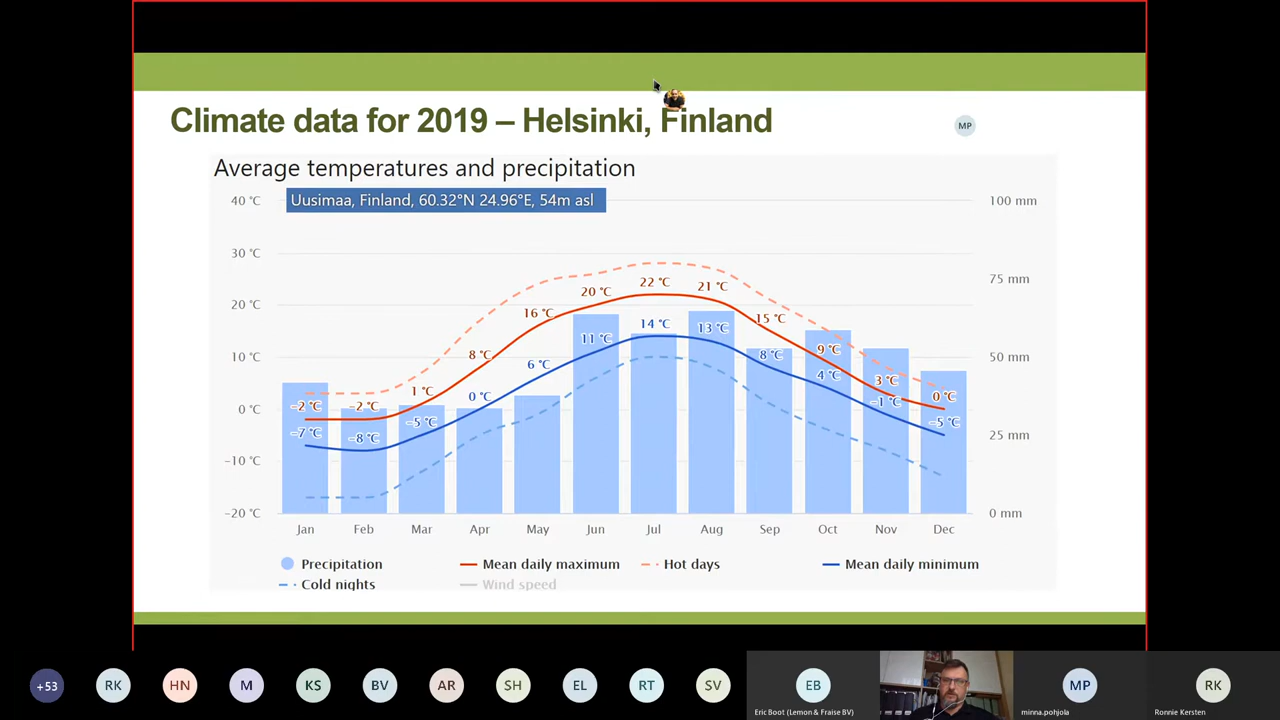 Climate data for 2019 – Helsinki, Finland
MP
Average temperatures and precipitation
Uusimaa, Finland, 60.32°N 24.96°E, 54m asl
40 °C
30 °C
20 °C
10 °C
0 °C
-10 °C
-20 °C
100 mm
75 mm
50 mm
25 mm
0 mm
-2 °C -2 °C 1 °C 8 °C 16 °C 20 °C 22 °C 21 °C 15 °C 9 °C 3 °C 0 °C
-7 °C -8 °C -5 °C 0 °C 6 °C 11 °C 14 °C 13 °C 8 °C 4 °C -1 °C -5 °C
Jan Feb Mar Apr May Jun Jul Aug Sep Oct Nov Dec
Precipitation Mean daily maximum Hot days Mean daily minimum
Cold nights Wind speed
+53 RK HN M KS BV AR SH EL RT SV EB MP RK
Eric Boot (Lemon & Fraise BV) minna.pohjola Ronnie Kersten